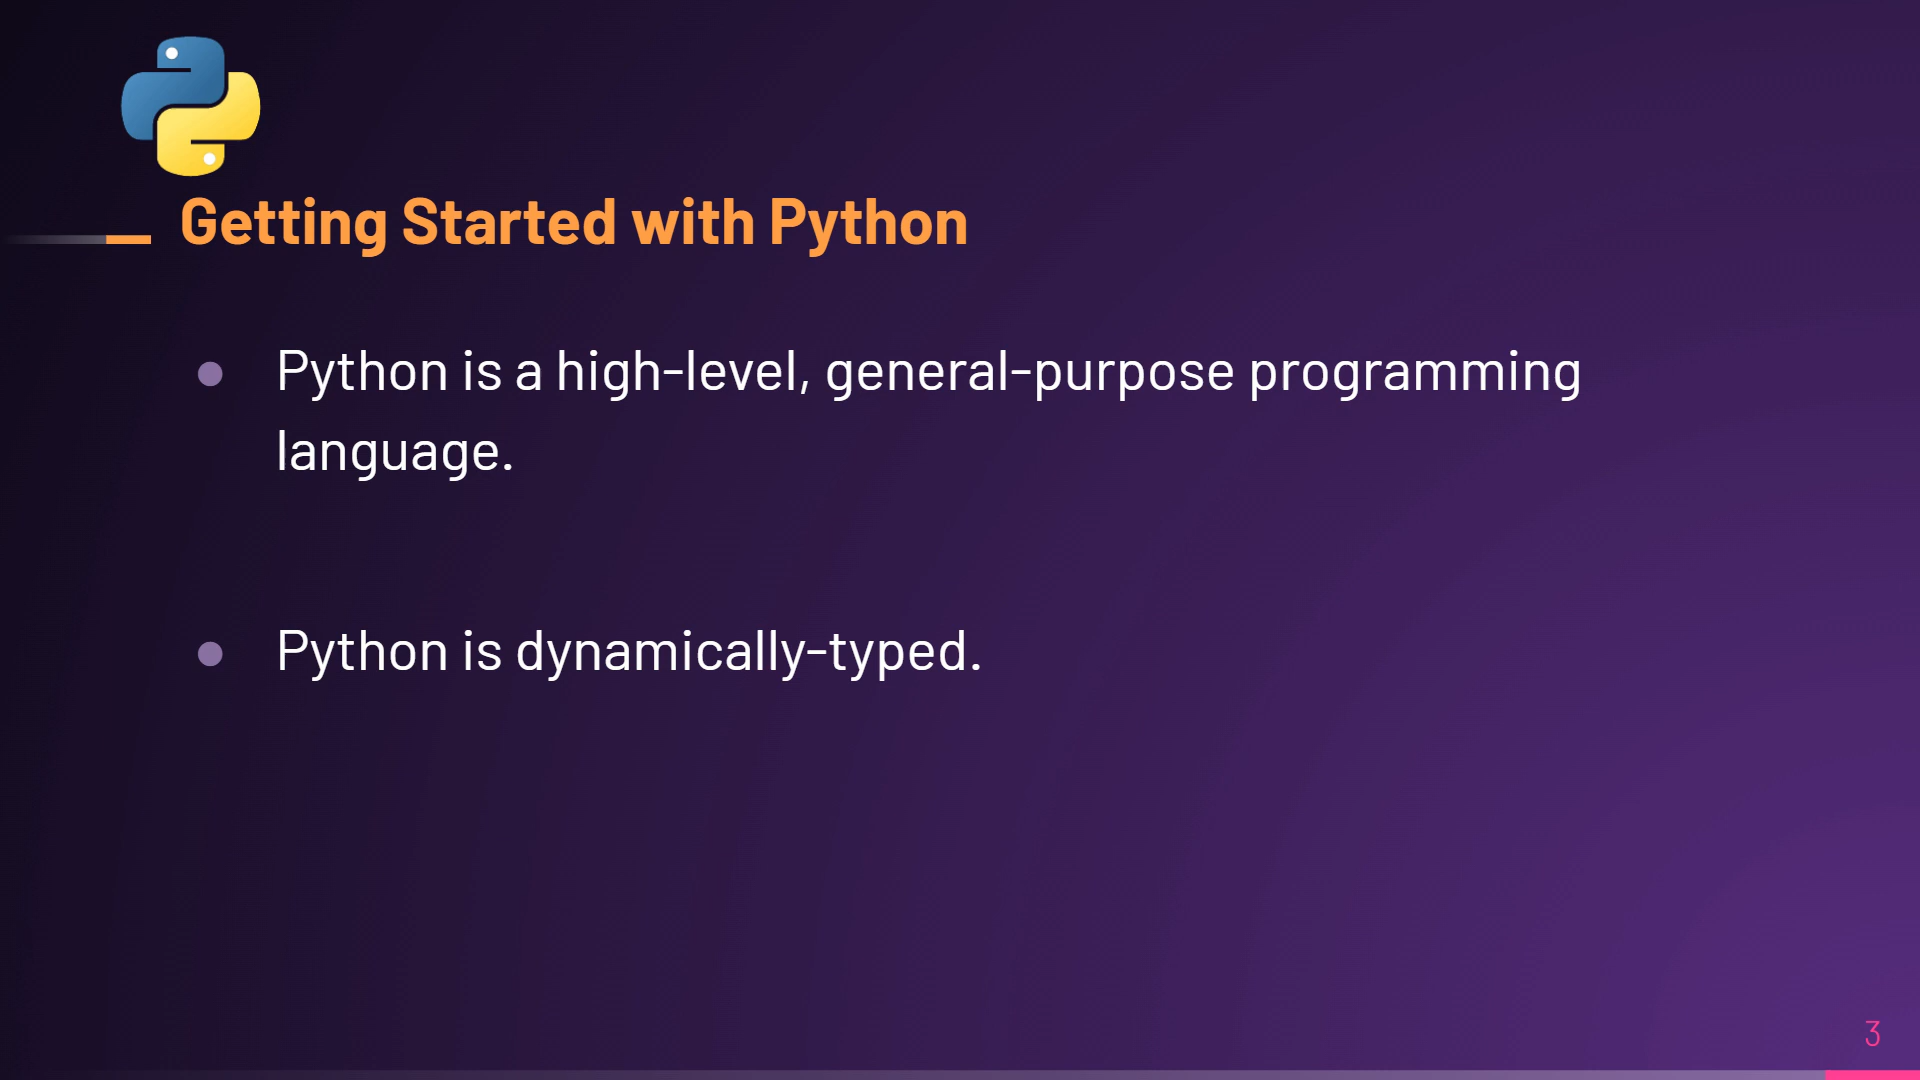 Getting Started with Python
● Python is a high-level, general-purpose programming
language.
● Python is dynamically-typed.
3